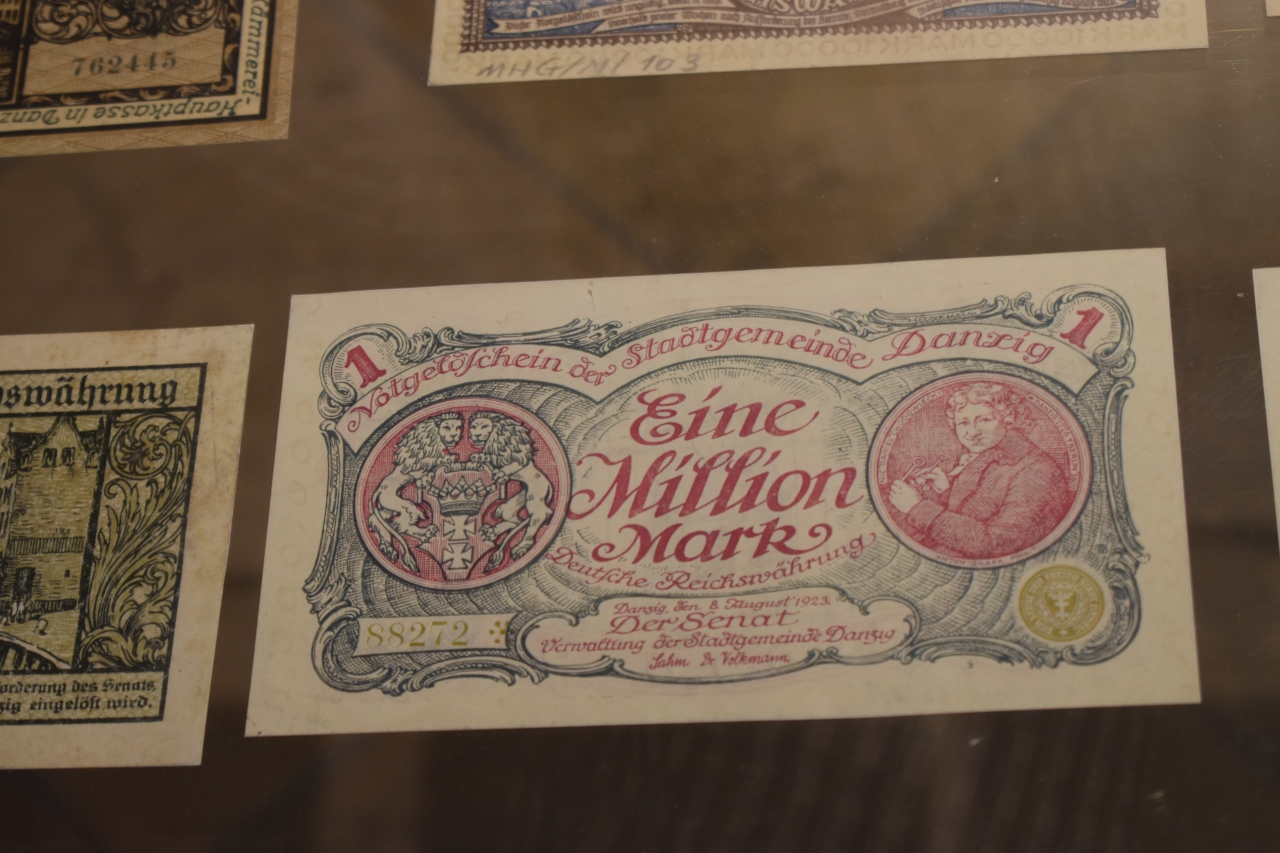 762445
Hauptkasse in Danz
MARK
MHG/M/103
swährung
orderung des Senats
zig eingelöst wird.
1
1
Notgeldschein der Stadtgemeinde Danzig
Eine
Million
Mark
Deutsche Reichswährung
88272
Danzig, den 8. August 1923.
Der Senat
Verwaltung der Stadtgemeinde Danzig
Sahm Dr Volkmann.